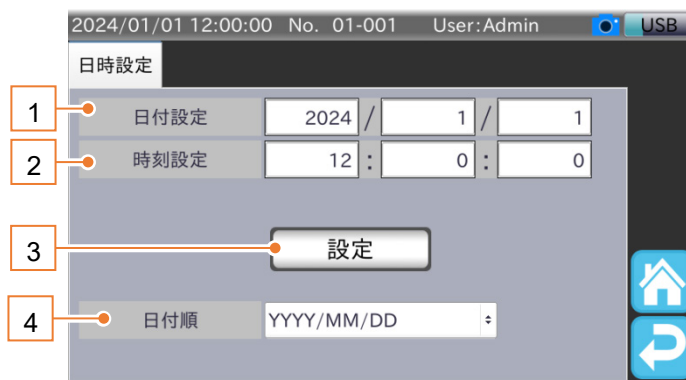 2024/01/01 12:00:00 No. 01-001 User:Admin USB
日時設定
1 日付設定 2024 / 1 / 1
2 時刻設定 12 : 0 : 0
3 設定
4 日付順 YYYY/MM/DD